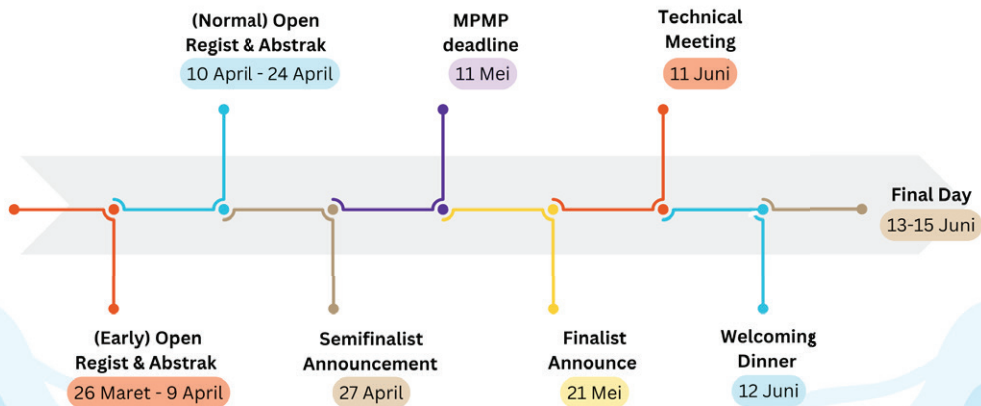 (Normal) Open
Regist & Abstrak
10 April - 24 April
MPMP
deadline
11 Mei
Technical
Meeting
11 Juni
Final Day
13-15 Juni
(Early) Open
Regist & Abstrak
26 Maret - 9 April
Semifinalist
Announcement
27 April
Finalist
Announce
21 Mei
Welcoming
Dinner
12 Juni